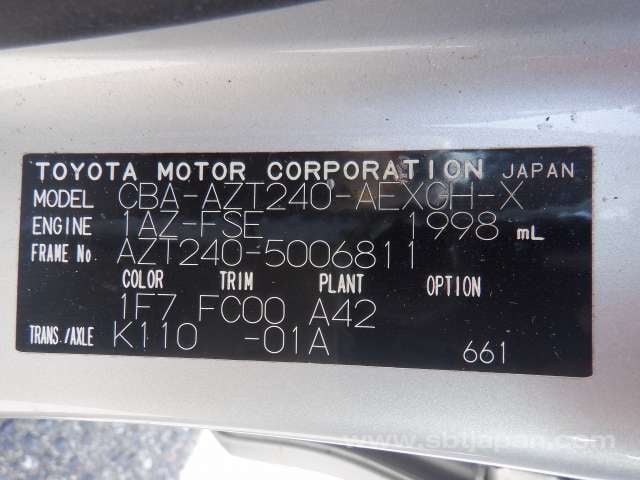 TOYOTA MOTOR CORPORATION JAPAN
MODEL CBA-AZT240-AEXGH-X
ENGINE 1AZ-FSE 1998 mL
FRAME No. AZT240-5006811
COLOR TRIM PLANT OPTION
1F7 FC00 A42
TRANS./AXLE K110 -01A
661
www.sbtjapan.com